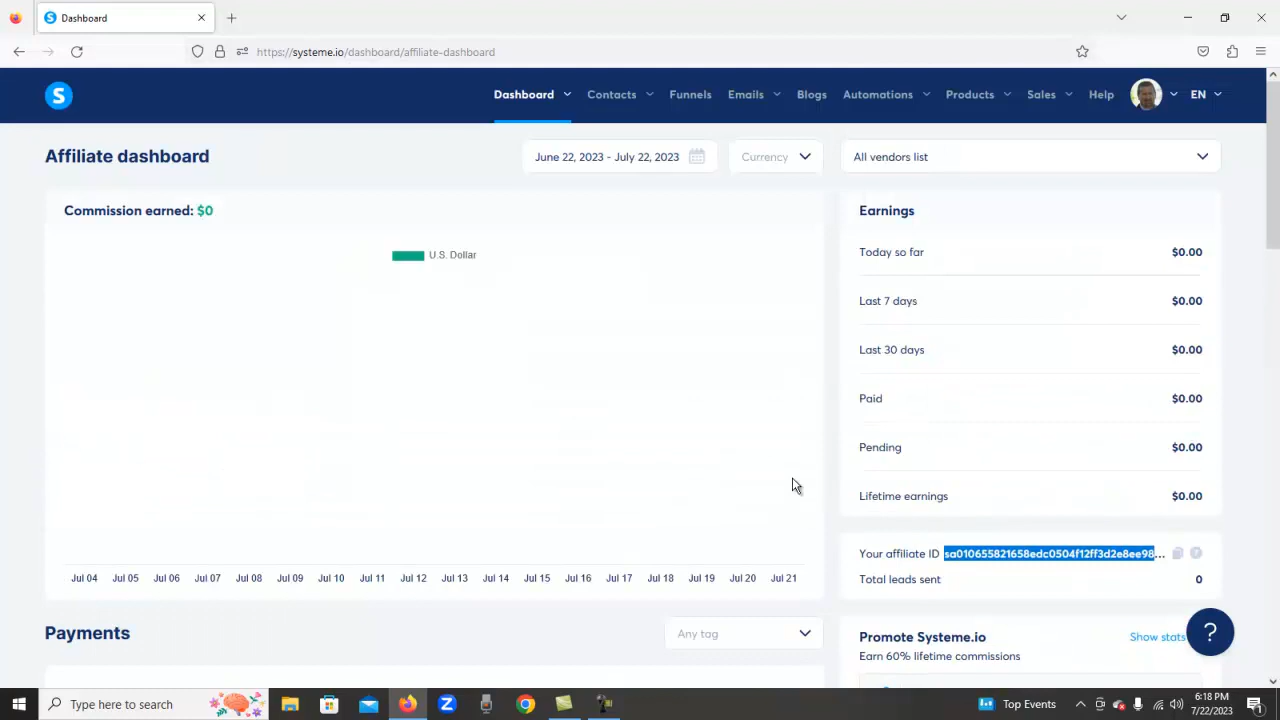 Dashboard
https://systeme.io/dashboard/affiliate-dashboard
S
Dashboard
Contacts
Funnels
Emails
Blogs
Automations
Products
Sales
Help
EN
Affiliate dashboard
June 22, 2023 - July 22, 2023
Currency
All vendors list
Commission earned: $0
U.S. Dollar
Jul 04 Jul 05 Jul 06 Jul 07 Jul 08 Jul 09 Jul 10 Jul 11 Jul 12 Jul 13 Jul 14 Jul 15 Jul 16 Jul 17 Jul 18 Jul 19 Jul 20 Jul 21
Earnings
Today so far $0.00
Last 7 days $0.00
Last 30 days $0.00
Paid $0.00
Pending $0.00
Lifetime earnings $0.00
Your affiliate ID sa010655821658edc0504f12ff3d2e8ee98...
Total leads sent 0
Payments
Any tag
Promote Systeme.io
Show stats
Earn 60% lifetime commissions
?
Type here to search
Top Events
6:18 PM
7/22/2023